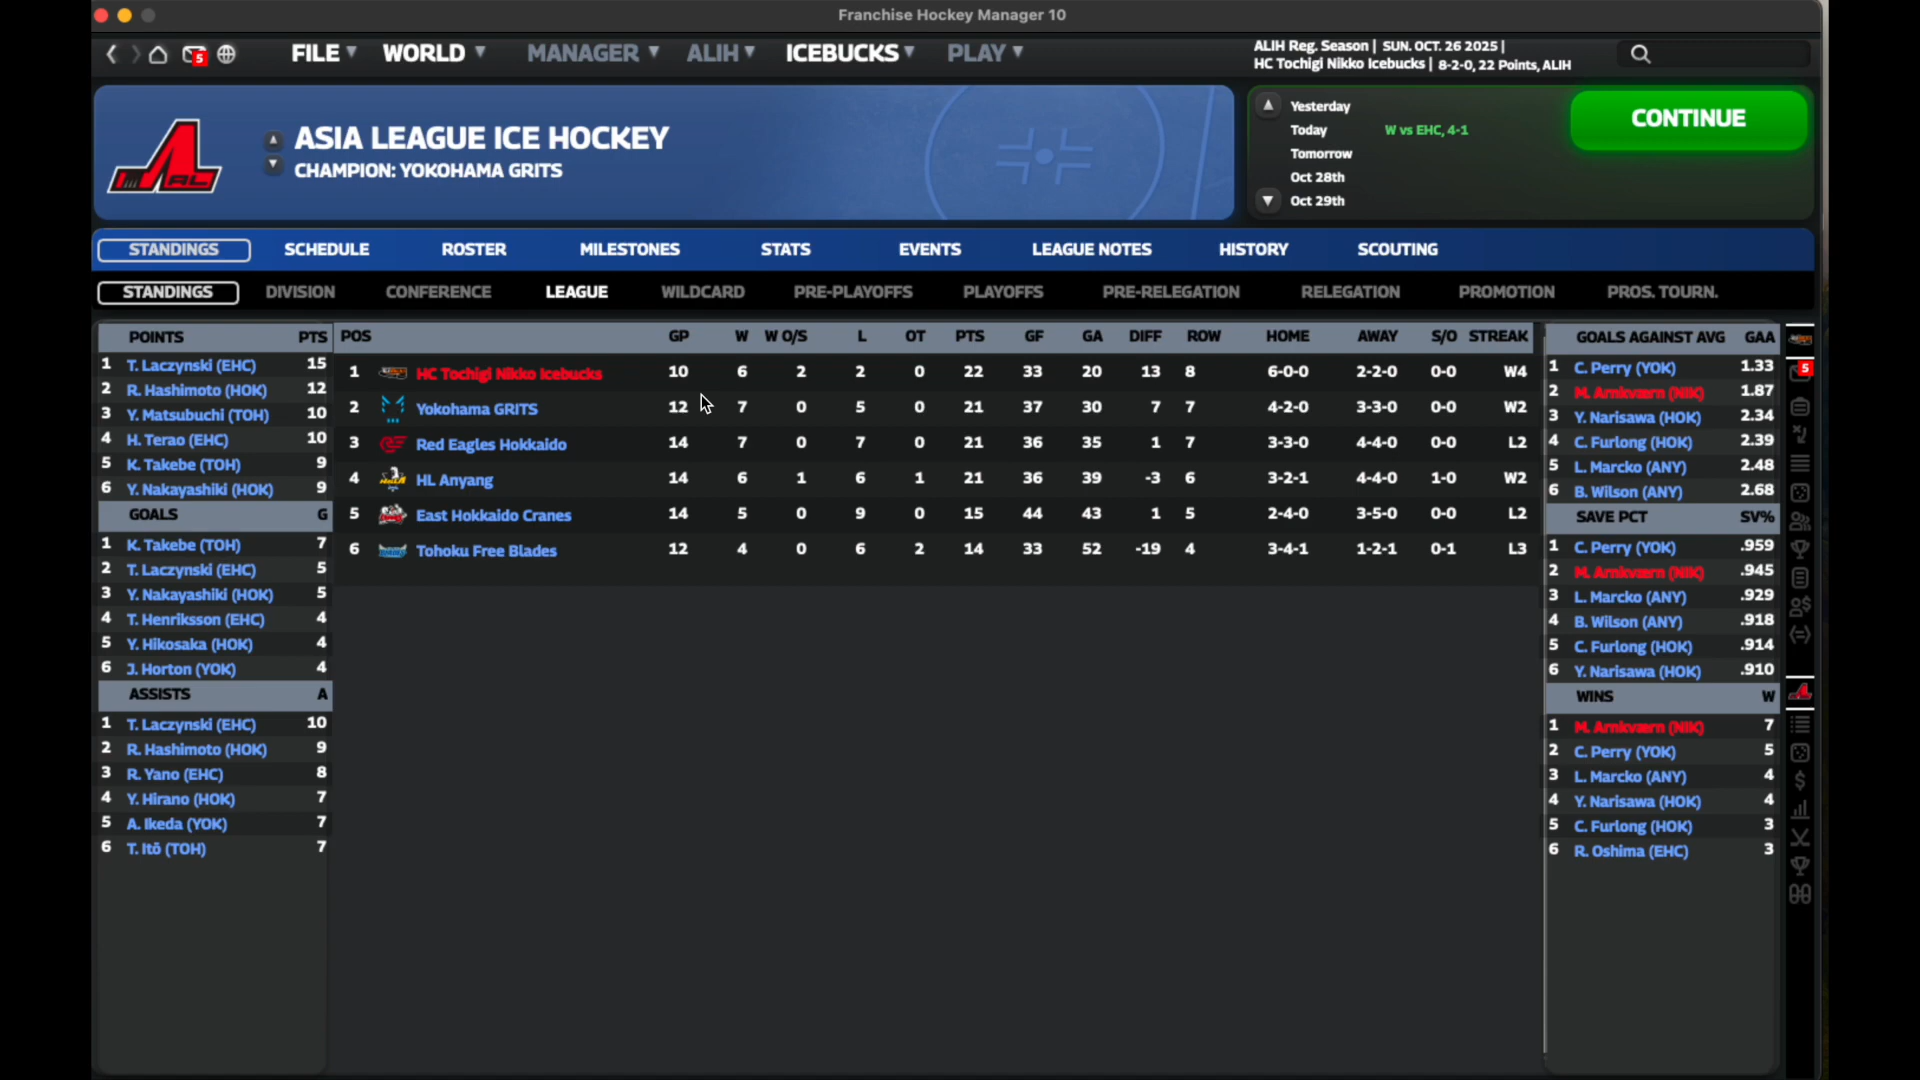 Franchise Hockey Manager 10
5 FILE WORLD MANAGER ALIH ICEBUCKS PLAY
ALIH Reg. Season | SUN. OCT. 26 2025 |
HC Tochigi Nikko Icebucks | 8-2-0, 22 Points, ALIH
ASIA LEAGUE ICE HOCKEY
CHAMPION: YOKOHAMA GRITS
Yesterday
Today W vs EHC, 4-1
Tomorrow
Oct 28th
Oct 29th
CONTINUE
STANDINGS SCHEDULE ROSTER MILESTONES STATS EVENTS LEAGUE NOTES HISTORY SCOUTING
STANDINGS DIVISION CONFERENCE LEAGUE WILDCARD PRE-PLAYOFFS PLAYOFFS PRE-RELEGATION RELEGATION PROMOTION PROS. TOURN.
POINTS PTS
1 T. Laczynski (EHC) 15
2 R. Hashimoto (HOK) 12
3 Y. Matsubuchi (TOH) 10
4 H. Terao (EHC) 10
5 K. Takebe (TOH) 9
6 Y. Nakayashiki (HOK) 9
GOALS G
1 K. Takebe (TOH) 7
2 T. Laczynski (EHC) 5
3 Y. Nakayashiki (HOK) 5
4 T. Henriksson (EHC) 4
5 Y. Hikosaka (HOK) 4
6 J. Horton (YOK) 4
ASSISTS A
1 T. Laczynski (EHC) 10
2 R. Hashimoto (HOK) 9
3 R. Yano (EHC) 8
4 Y. Hirano (HOK) 7
5 A. Ikeda (YOK) 7
6 T. Itō (TOH) 7
POS GP W W O/S L OT PTS GF GA DIFF ROW HOME AWAY S/O STREAK
1 HC Tochigi Nikko Icebucks 10 6 2 2 0 22 33 20 13 8 6-0-0 2-2-0 0-0 W4
2 Yokohama GRITS 12 7 0 5 0 21 37 30 7 7 4-2-0 3-3-0 0-0 W2
3 Red Eagles Hokkaido 14 7 0 7 0 21 36 35 1 7 3-3-0 4-4-0 0-0 L2
4 HL Anyang 14 6 1 6 1 21 36 39 -3 6 3-2-1 4-4-0 1-0 W2
5 East Hokkaido Cranes 14 5 0 9 0 15 44 43 1 5 2-4-0 3-5-0 0-0 L2
6 Tohoku Free Blades 12 4 0 6 2 14 33 52 -19 4 3-4-1 1-2-1 0-1 L3
GOALS AGAINST AVG GAA
1 C. Perry (YOK) 1.33
2 M. Arnkværn (NIK) 1.87
3 Y. Narisawa (HOK) 2.34
4 C. Furlong (HOK) 2.39
5 L. Marcko (ANY) 2.48
6 B. Wilson (ANY) 2.68
SAVE PCT SV%
1 C. Perry (YOK) .959
2 M. Arnkværn (NIK) .945
3 L. Marcko (ANY) .929
4 B. Wilson (ANY) .918
5 C. Furlong (HOK) .914
6 Y. Narisawa (HOK) .910
WINS W
1 M. Arnkværn (NIK) 7
2 C. Perry (YOK) 5
3 L. Marcko (ANY) 4
4 Y. Narisawa (HOK) 4
5 C. Furlong (HOK) 3
6 R. Oshima (EHC) 3
5